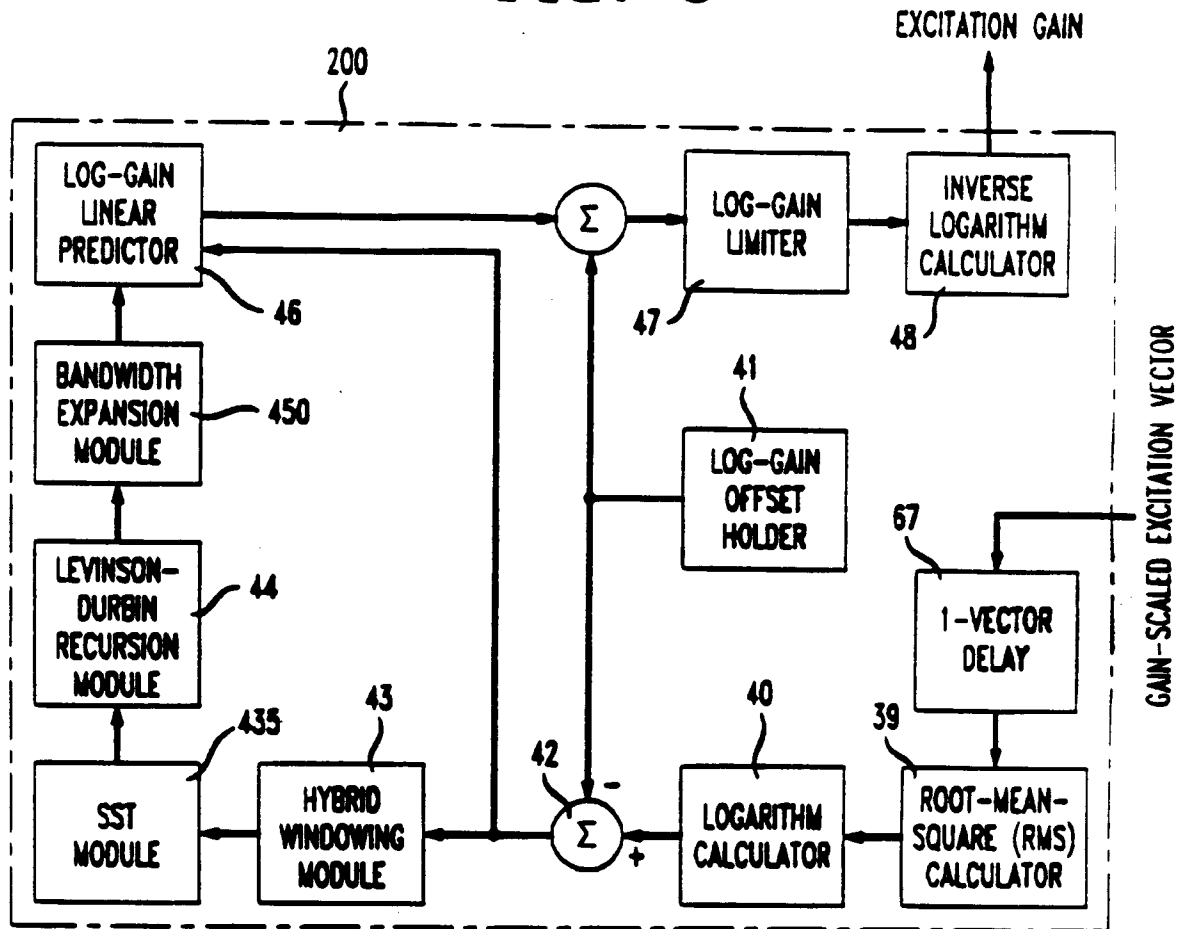 EXCITATION GAIN
200
LOG-GAIN
LINEAR
PREDICTOR
46
Σ
LOG-GAIN
LIMITER
47
INVERSE
LOGARITHM
CALCULATOR
48
BANDWIDTH
EXPANSION
MODULE
450
41
LOG-GAIN
OFFSET
HOLDER
GAIN-SCALED EXCITATION VECTOR
67
1-VECTOR
DELAY
LEVINSON-
DURBIN
RECURSION
MODULE
44
435
SST
MODULE
43
HYBRID
WINDOWING
MODULE
42
Σ
-
+
40
LOGARITHM
CALCULATOR
39
ROOT-MEAN-
SQUARE (RMS)
CALCULATOR